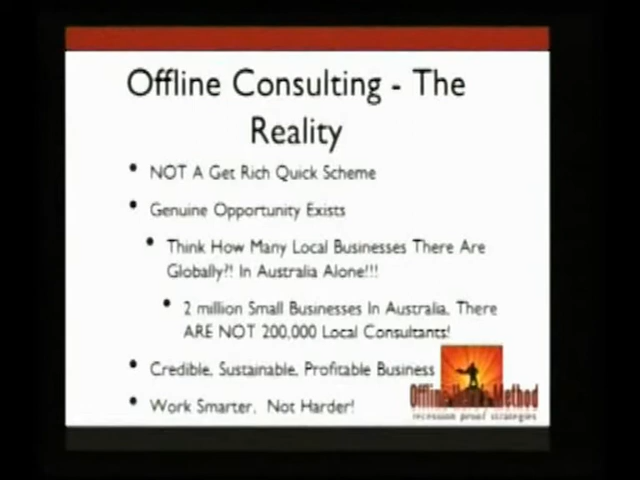 Offline Consulting - The
Reality
• NOT A Get Rich Quick Scheme
• Genuine Opportunity Exists
• Think How Many Local Businesses There Are
Globally?! In Australia Alone!!!
• 2 million Small Businesses In Australia, There
ARE NOT 200,000 Local Consultants!
• Credible, Sustainable, Profitable Business
• Work Smarter, Not Harder!
Offline Method
recession proof strategies